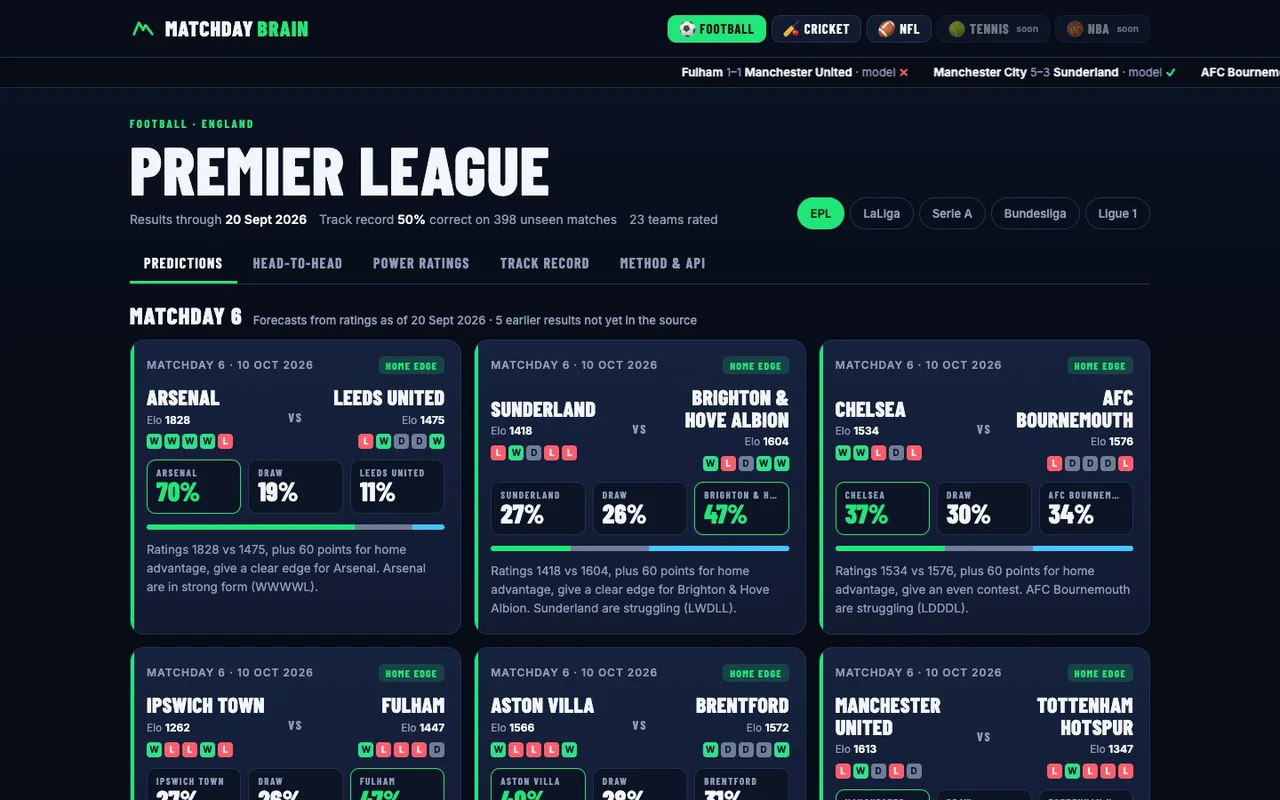 MATCHDAY BRAIN
FOOTBALL CRICKET NFL TENNIS soon NBA soon
Fulham 1–1 Manchester United · model ✗ Manchester City 5–3 Sunderland · model ✓ AFC Bournem
FOOTBALL · ENGLAND
PREMIER LEAGUE
Results through 20 Sept 2026 Track record 50% correct on 398 unseen matches 23 teams rated
EPL LaLiga Serie A Bundesliga Ligue 1
PREDICTIONS HEAD-TO-HEAD POWER RATINGS TRACK RECORD METHOD & API
MATCHDAY 6 Forecasts from ratings as of 20 Sept 2026 · 5 earlier results not yet in the source
MATCHDAY 6 · 10 OCT 2026 HOME EDGE
ARSENAL VS LEEDS UNITED
Elo 1828 Elo 1475
W W W W L L W D D W
ARSENAL DRAW LEEDS UNITED
70% 19% 11%
Ratings 1828 vs 1475, plus 60 points for home
advantage, give a clear edge for Arsenal. Arsenal
are in strong form (WWWWL).
MATCHDAY 6 · 10 OCT 2026 HOME EDGE
SUNDERLAND VS BRIGHTON &
HOVE ALBION
Elo 1418 Elo 1604
L W D L L W L D W W
SUNDERLAND DRAW BRIGHTON & H…
27% 26% 47%
Ratings 1418 vs 1604, plus 60 points for home
advantage, give a clear edge for Brighton & Hove
Albion. Sunderland are struggling (LWDLL).
MATCHDAY 6 · 10 OCT 2026 HOME EDGE
CHELSEA VS AFC
BOURNEMOUTH
Elo 1534 Elo 1576
W W L D L L D D D L
CHELSEA DRAW AFC BOURNEM…
37% 30% 34%
Ratings 1534 vs 1576, plus 60 points for home
advantage, give an even contest. AFC Bournemouth
are struggling (LDDDL).
MATCHDAY 6 · 10 OCT 2026 HOME EDGE
IPSWICH TOWN VS FULHAM
Elo 1262 Elo 1447
W L L W L W L L L D
IPSWICH TOWN DRAW FULHAM
27% 26% 47%
MATCHDAY 6 · 10 OCT 2026 HOME EDGE
ASTON VILLA VS BRENTFORD
Elo 1566 Elo 1572
W L L L W W D D D W
ASTON VILLA DRAW BRENTFORD
40% 28% 31%
MATCHDAY 6 · 10 OCT 2026 HOME EDGE
MANCHESTER
UNITED VS TOTTENHAM
HOTSPUR
Elo 1613 Elo 1347
L W D L D L W L L L